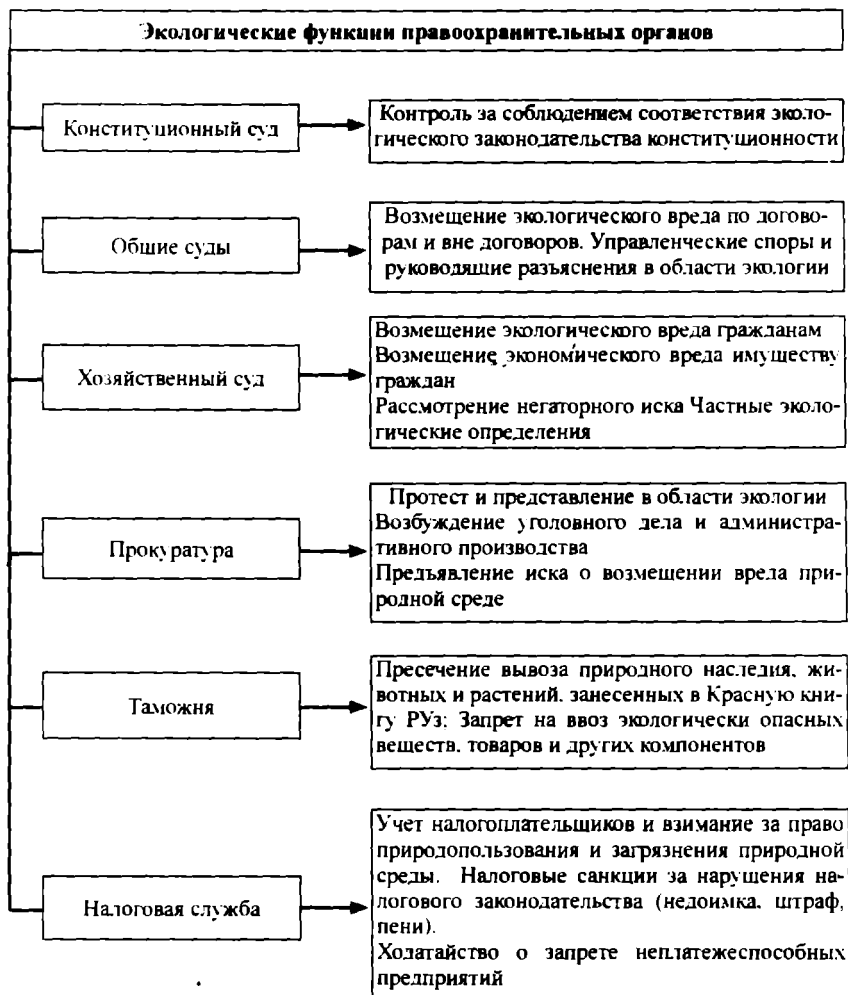 Экологические функции правоохранительных органов
Конституционный суд
Контроль за соблюдением соответствия эколо-
гического законодательства конституционности
Общие суды
Возмещение экологического вреда по догово-
рам и вне договоров. Управленческие споры и
руководящие разъяснения в области экологии
Хозяйственный суд
Возмещение экологического вреда гражданам
Возмещение экономического вреда имуществу
граждан
Рассмотрение негаторного иска Частные эколо-
гические определения
Прокуратура
Протест и представление в области экологии
Возбуждение уголовного дела и администра-
тивного производства
Предъявление иска о возмещении вреда при-
родной среде
Таможня
Пресечение вывоза природного наследия, жи-
вотных и растений, занесенных в Красную кни-
гу РУз; Запрет на ввоз экологически опасных
веществ, товаров и других компонентов
Налоговая служба
Учет налогоплательщиков и взимание за право
природопользования и загрязнения природной
среды. Налоговые санкции за нарушения на-
логового законодательства (недоимка, штраф,
пени).
Ходатайство о запрете неплатежеспособных
предприятий